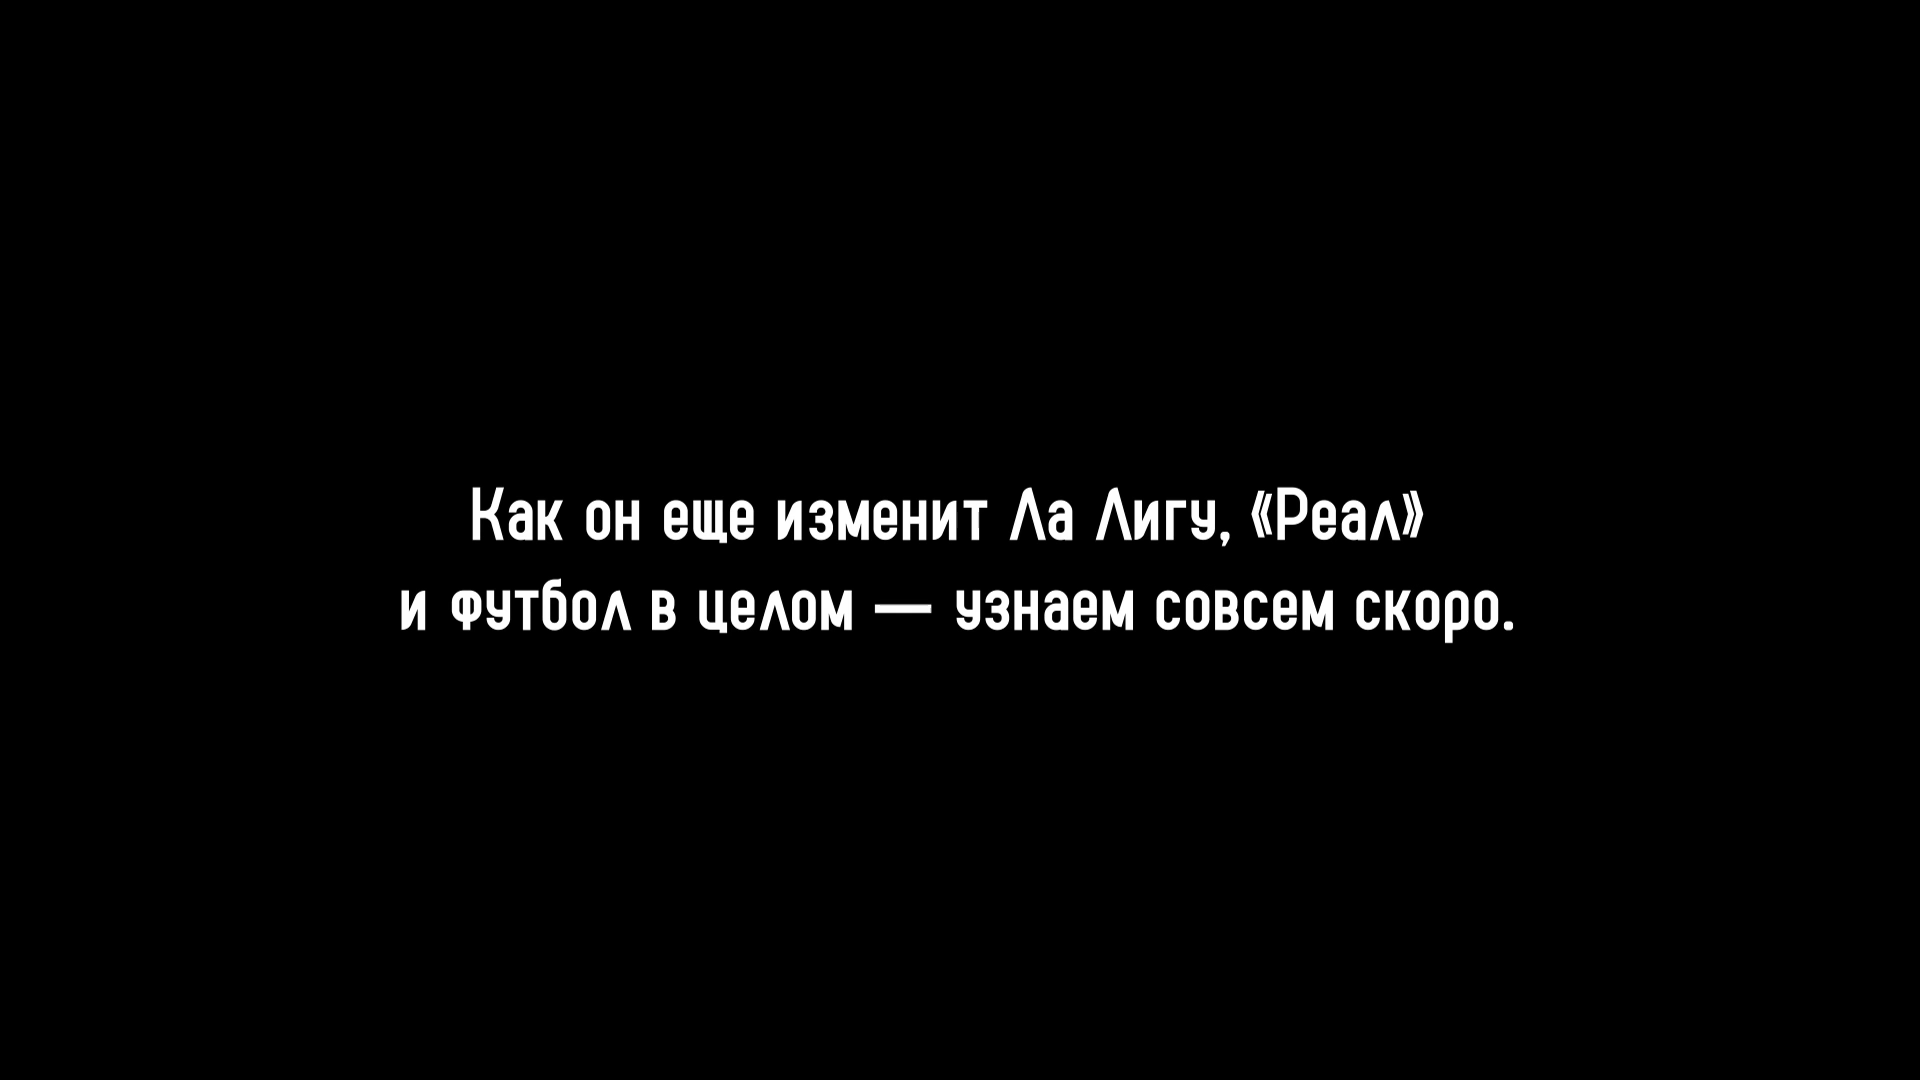 Как он еще изменит Ла Лигу, «Реал»
и футбол в целом — узнаем совсем скоро.